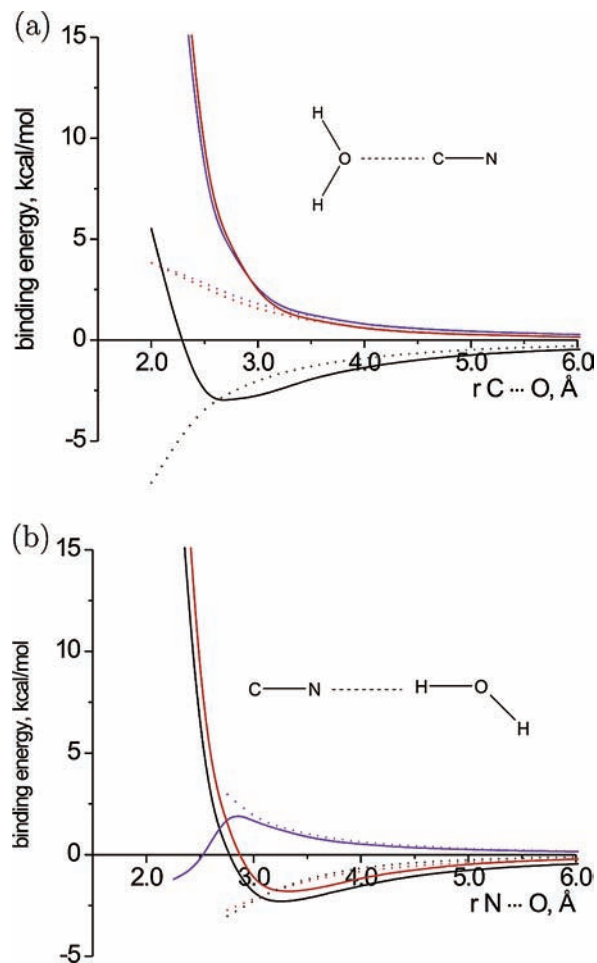 (a)
15
10
5
0
-5
binding energy, kcal/mol
2.0 3.0 4.0 5.0 6.0
r C ··· O, Å
H
O C N
H
(b)
15
10
5
0
-5
binding energy, kcal/mol
2.0 3.0 4.0 5.0 6.0
r N ··· O, Å
C N H O
H